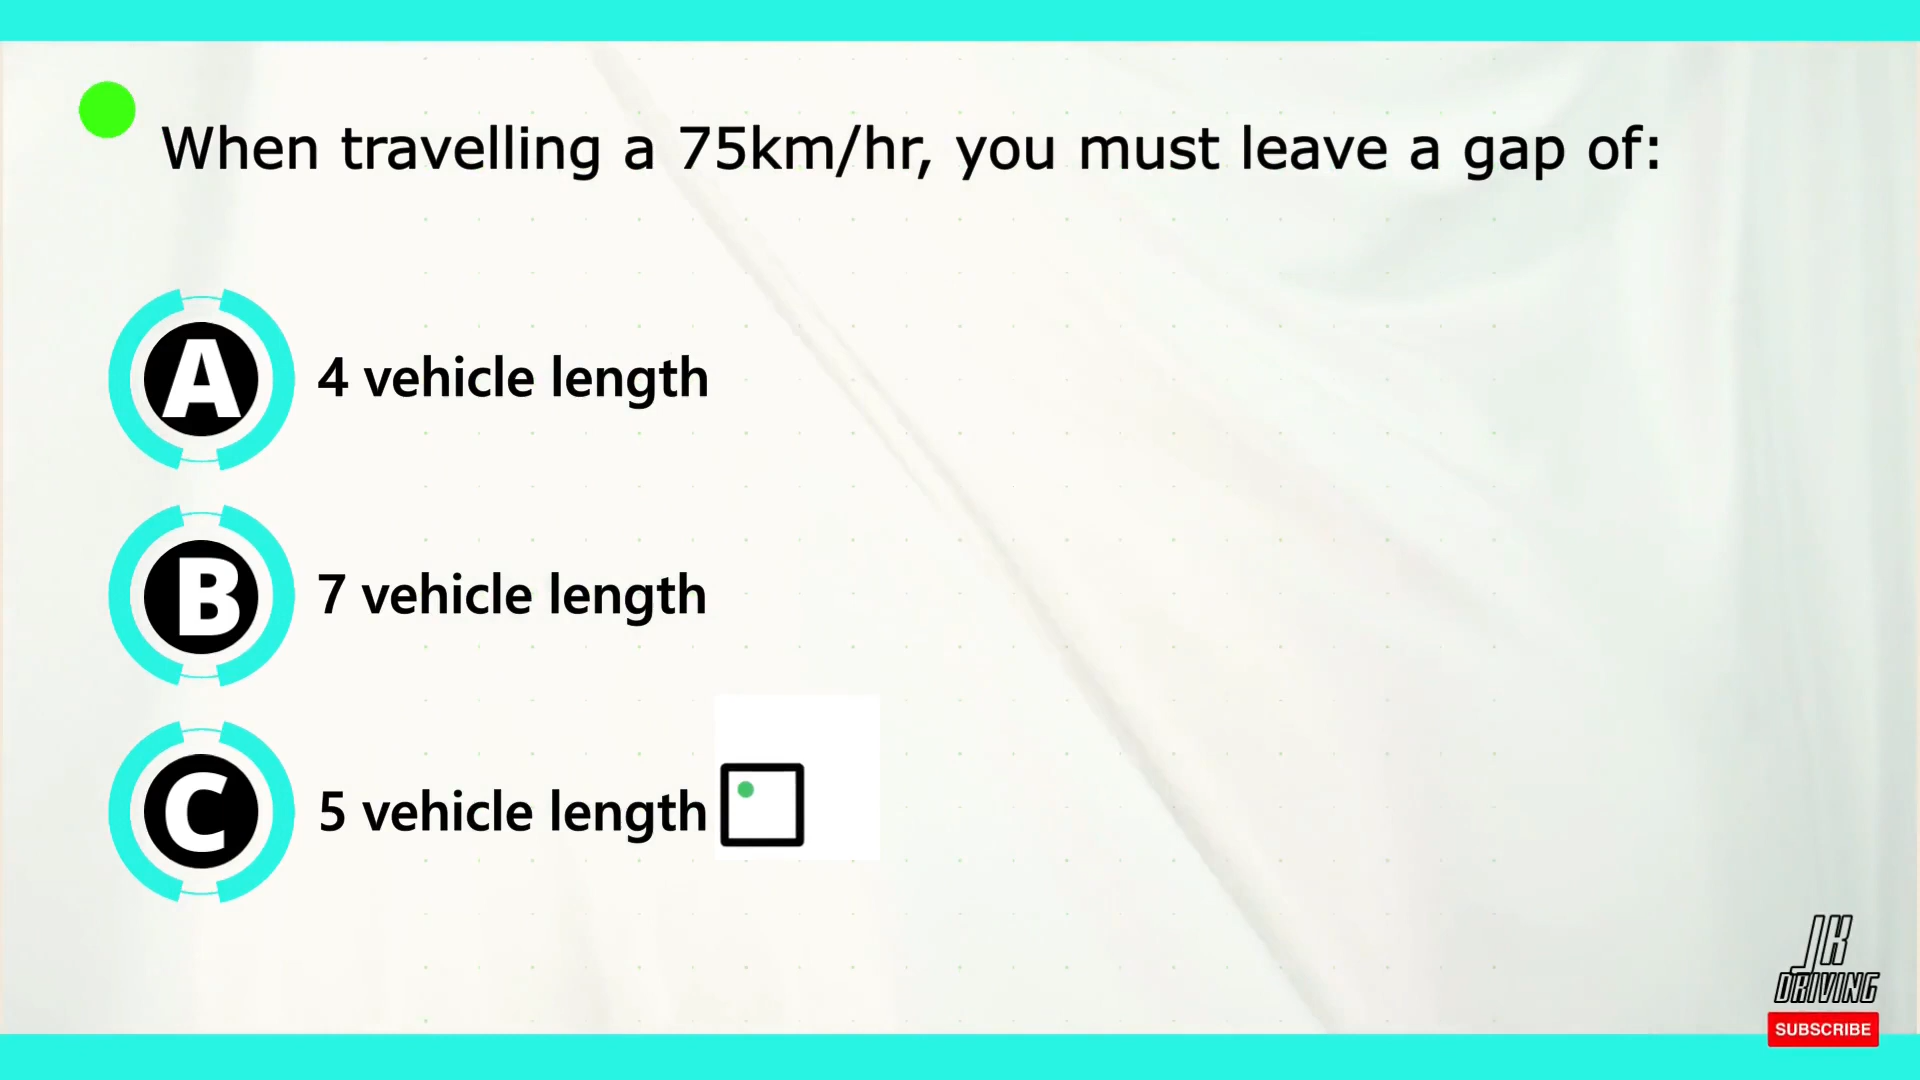 When travelling a 75km/hr, you must leave a gap of:
A 4 vehicle length
B 7 vehicle length
C 5 vehicle length
JK
DRIVING
SUBSCRIBE